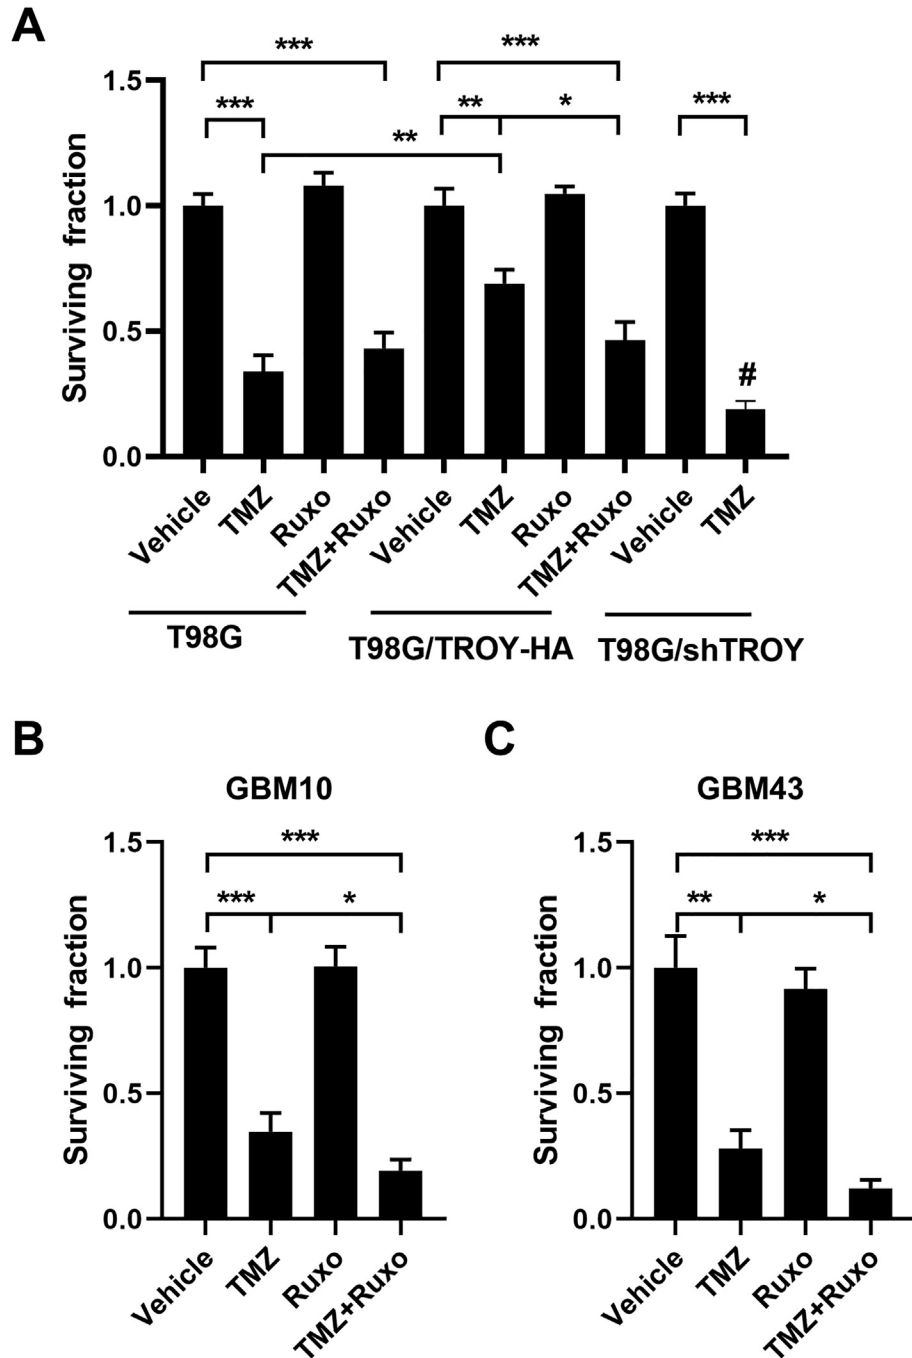 A
*** ***
*** ** * ***
**
1.5
1.0
0.5
0.0
Surviving fraction
#
Vehicle TMZ Ruxo TMZ+Ruxo Vehicle TMZ Ruxo TMZ+Ruxo Vehicle TMZ
T98G T98G/TROY-HA T98G/shTROY
B
GBM10
***
*** *
1.5
1.0
0.5
0.0
Surviving fraction
Vehicle TMZ Ruxo TMZ+Ruxo
C
GBM43
***
** *
1.5
1.0
0.5
0.0
Surviving fraction
Vehicle TMZ Ruxo TMZ+Ruxo